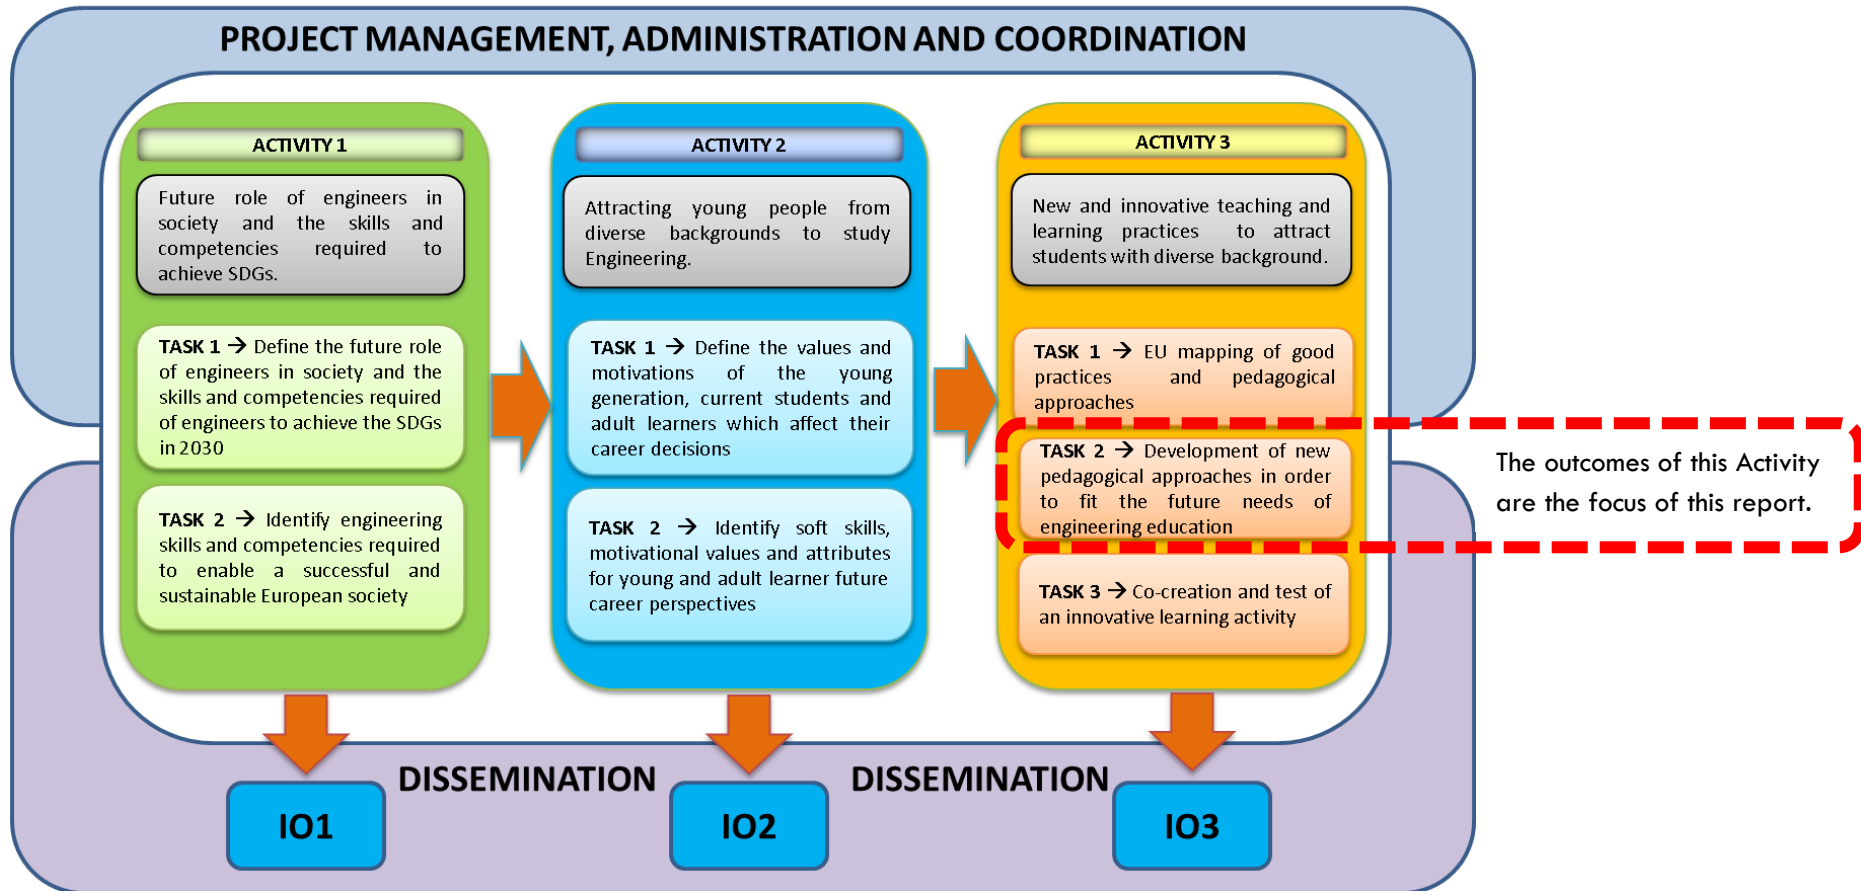 PROJECT MANAGEMENT, ADMINISTRATION AND COORDINATION
ACTIVITY 1
Future role of engineers in
society and the skills and
competencies required to
achieve SDGs.
TASK 1 → Define the future role
of engineers in society and the
skills and competencies required
of engineers to achieve the SDGs
in 2030
TASK 2 → Identify engineering
skills and competencies required
to enable a successful and
sustainable European society
ACTIVITY 2
Attracting young people from
diverse backgrounds to study
Engineering.
TASK 1 → Define the values and
motivations of the young
generation, current students and
adult learners which affect their
career decisions
TASK 2 → Identify soft skills,
motivational values and attributes
for young and adult learner future
career perspectives
ACTIVITY 3
New and innovative teaching and
learning practices to attract
students with diverse background.
TASK 1 → EU mapping of good
practices and pedagogical
approaches
TASK 2 → Development of new
pedagogical approaches in order
to fit the future needs of
engineering education
TASK 3 → Co-creation and test of
an innovative learning activity
The outcomes of this Activity
are the focus of this report.
DISSEMINATION
DISSEMINATION
IO1
IO2
IO3